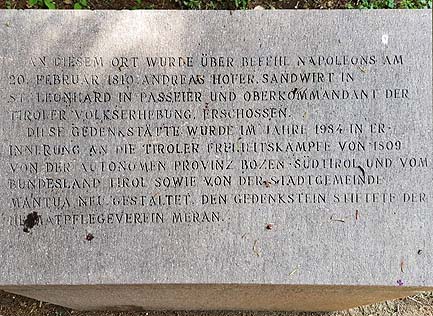 AN DIESEM ORT WURDE ÜBER BEFEHL NAPOLEONS AM
20. FEBRUAR 1810 ANDREAS HOFER, SANDWIRT IN
ST. LEONHARD IN PASSEIER UND OBERKOMMANDANT DER
TIROLER VOLKSERHEBUNG, ERSCHOSSEN.
DIESE GEDENKSTÄTTE WURDE IM JAHRE 1984 IN ER-
INNERUNG AN DIE TIROLER FREIHEITSKÄMPFE VON 1809
VON DER AUTONOMEN PROVINZ BOZEN-SÜDTIROL UND VOM
BUNDESLAND TIROL SOWIE VON DER STADTGEMEINDE
MANTUA NEU GESTALTET. DEN GEDENKSTEIN STIFTETE DER
HEIMATPFLEGEVEREIN MERAN.